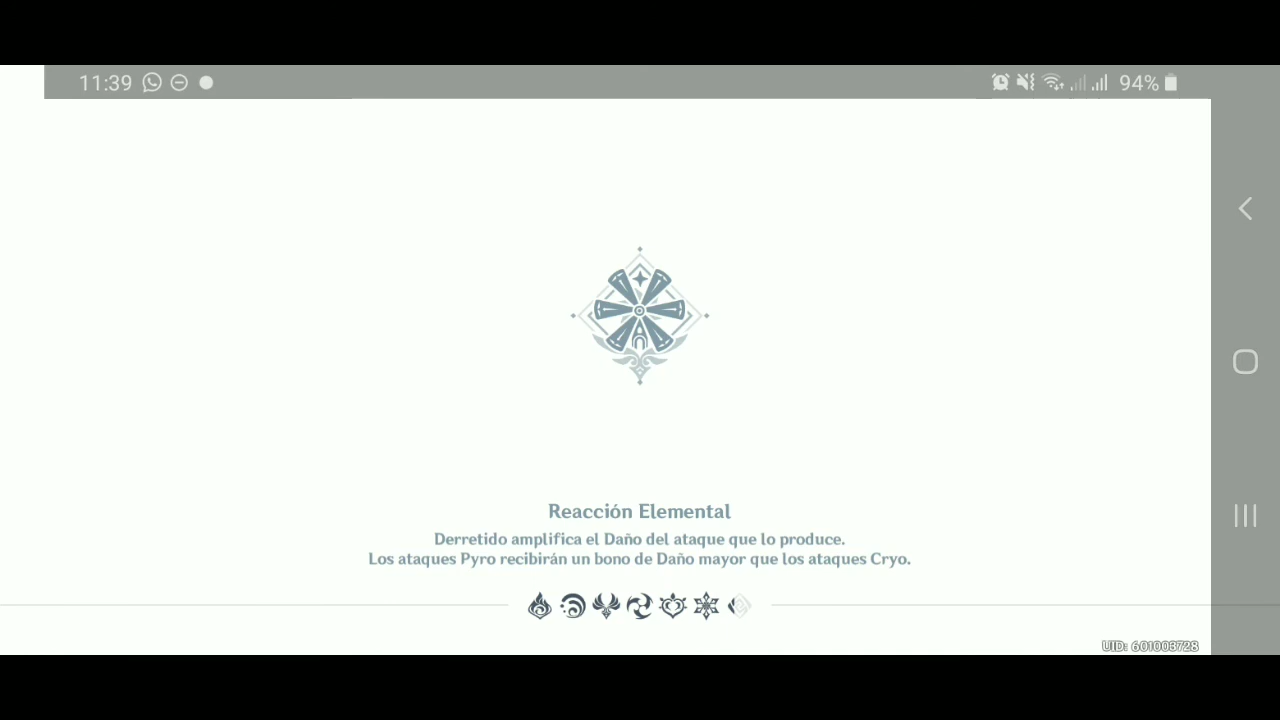 11:39
94%
Reacción Elemental
Derretido amplifica el Daño del ataque que lo produce.
Los ataques Pyro recibirán un bono de Daño mayor que los ataques Cryo.
UID: 601003728